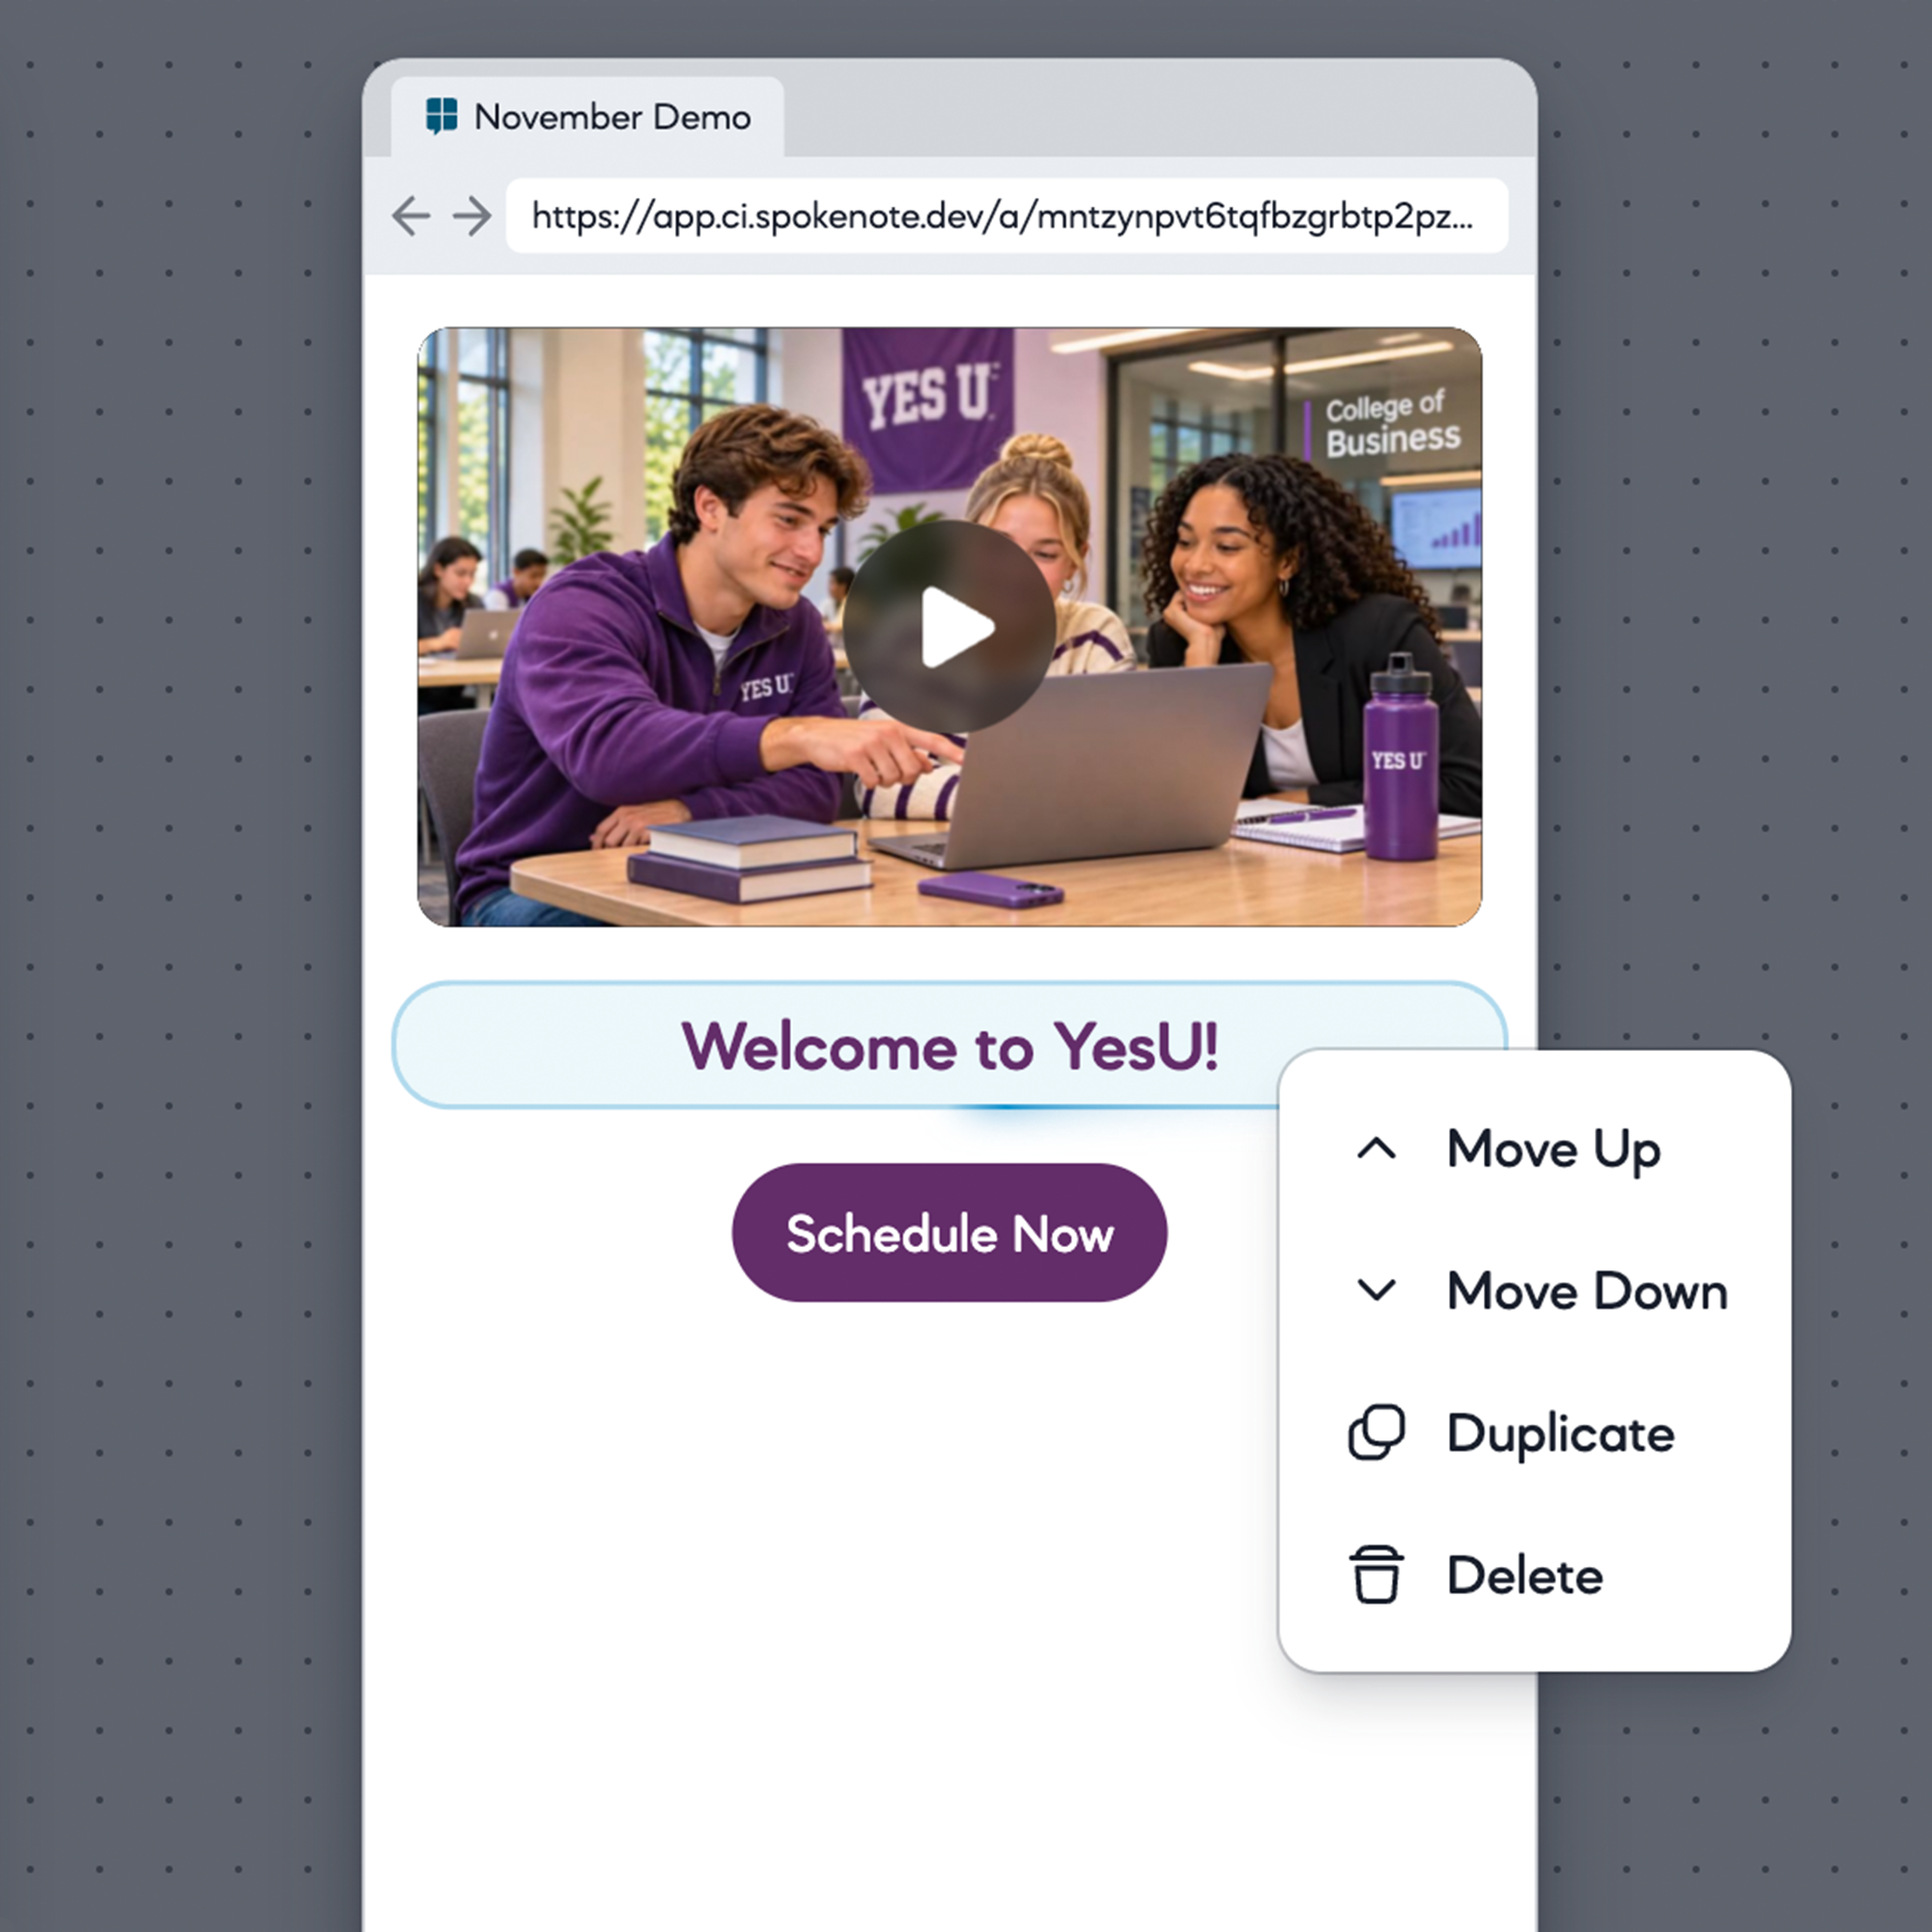 November Demo
https://app.ci.spokenote.dev/a/mntzynpvt6tqfbzgrbtp2pz...
YES U
College of
Business
YES U
YES U
Welcome to YesU!
Schedule Now
Move Up
Move Down
Duplicate
Delete